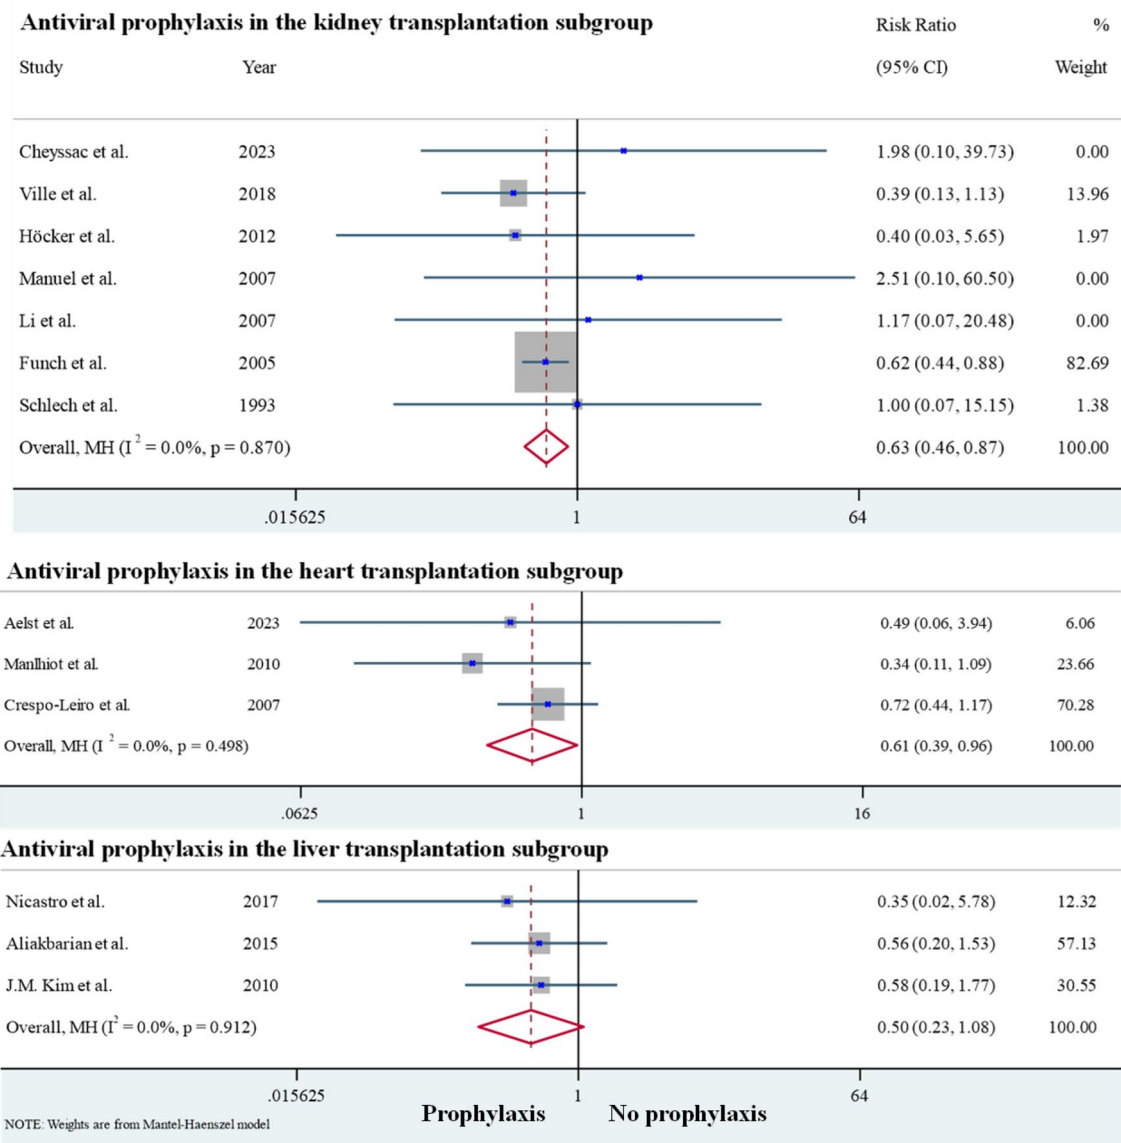 Antiviral prophylaxis in the kidney transplantation subgroup
Risk Ratio %
Study Year (95% CI) Weight
Cheyssac et al. 2023 1.98 (0.10, 39.73) 0.00
Ville et al. 2018 0.39 (0.13, 1.13) 13.96
Höcker et al. 2012 0.40 (0.03, 5.65) 1.97
Manuel et al. 2007 2.51 (0.10, 60.50) 0.00
Li et al. 2007 1.17 (0.07, 20.48) 0.00
Funch et al. 2005 0.62 (0.44, 0.88) 82.69
Schlech et al. 1993 1.00 (0.07, 15.15) 1.38
Overall, MH (I² = 0.0%, p = 0.870) 0.63 (0.46, 0.87) 100.00
.015625 1 64
Antiviral prophylaxis in the heart transplantation subgroup
Aelst et al. 2023 0.49 (0.06, 3.94) 6.06
Manlhiot et al. 2010 0.34 (0.11, 1.09) 23.66
Crespo-Leiro et al. 2007 0.72 (0.44, 1.17) 70.28
Overall, MH (I² = 0.0%, p = 0.498) 0.61 (0.39, 0.96) 100.00
.0625 1 16
Antiviral prophylaxis in the liver transplantation subgroup
Nicastro et al. 2017 0.35 (0.02, 5.78) 12.32
Aliakbarian et al. 2015 0.56 (0.20, 1.53) 57.13
J.M. Kim et al. 2010 0.58 (0.19, 1.77) 30.55
Overall, MH (I² = 0.0%, p = 0.912) 0.50 (0.23, 1.08) 100.00
.015625 1 64
Prophylaxis No prophylaxis
NOTE: Weights are from Mantel-Haenszel model